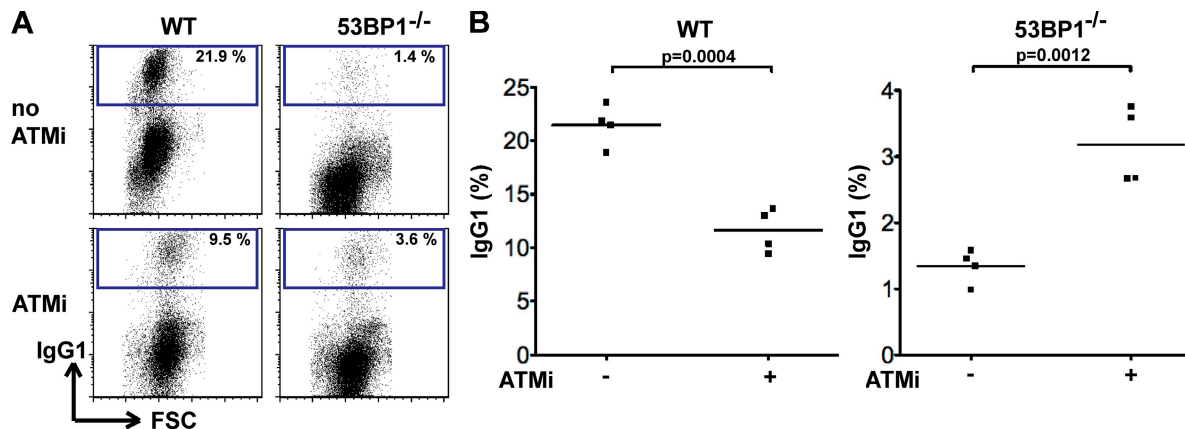 A
WT
53BP1-/-
no
ATMi
21.9 %
1.4 %
ATMi
9.5 %
3.6 %
IgG1
FSC
B
WT
p=0.0004
IgG1 (%)
25
20
15
10
5
0
ATMi - +
53BP1-/-
p=0.0012
IgG1 (%)
4
3
2
1
0
ATMi - +